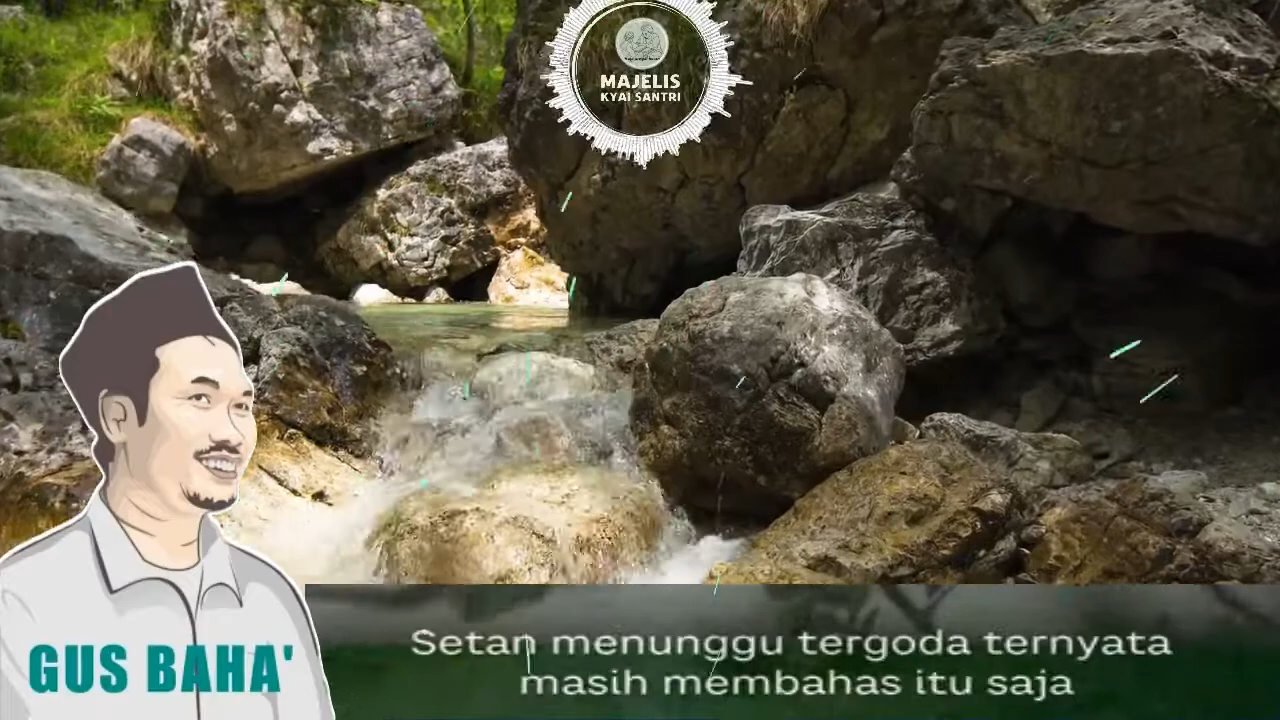 MAJELIS
KYAI SANTRI
GUS BAHA'
Setan menunggu tergoda ternyata
masih membahas itu saja